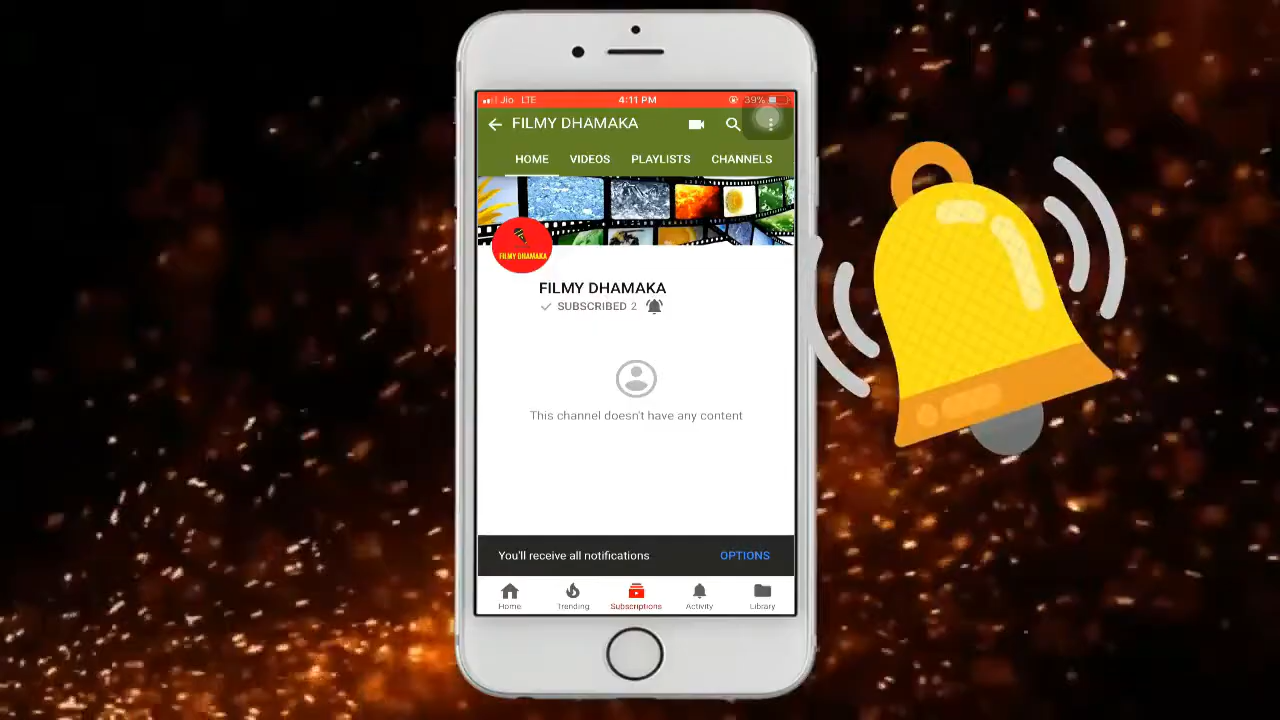 Jio LTE 4:11 PM 39%
FILMY DHAMAKA
HOME VIDEOS PLAYLISTS CHANNELS
FILMY DHAMAKA
FILMY DHAMAKA
SUBSCRIBED 2
This channel doesn't have any content
You'll receive all notifications OPTIONS
Home Trending Subscriptions Activity Library